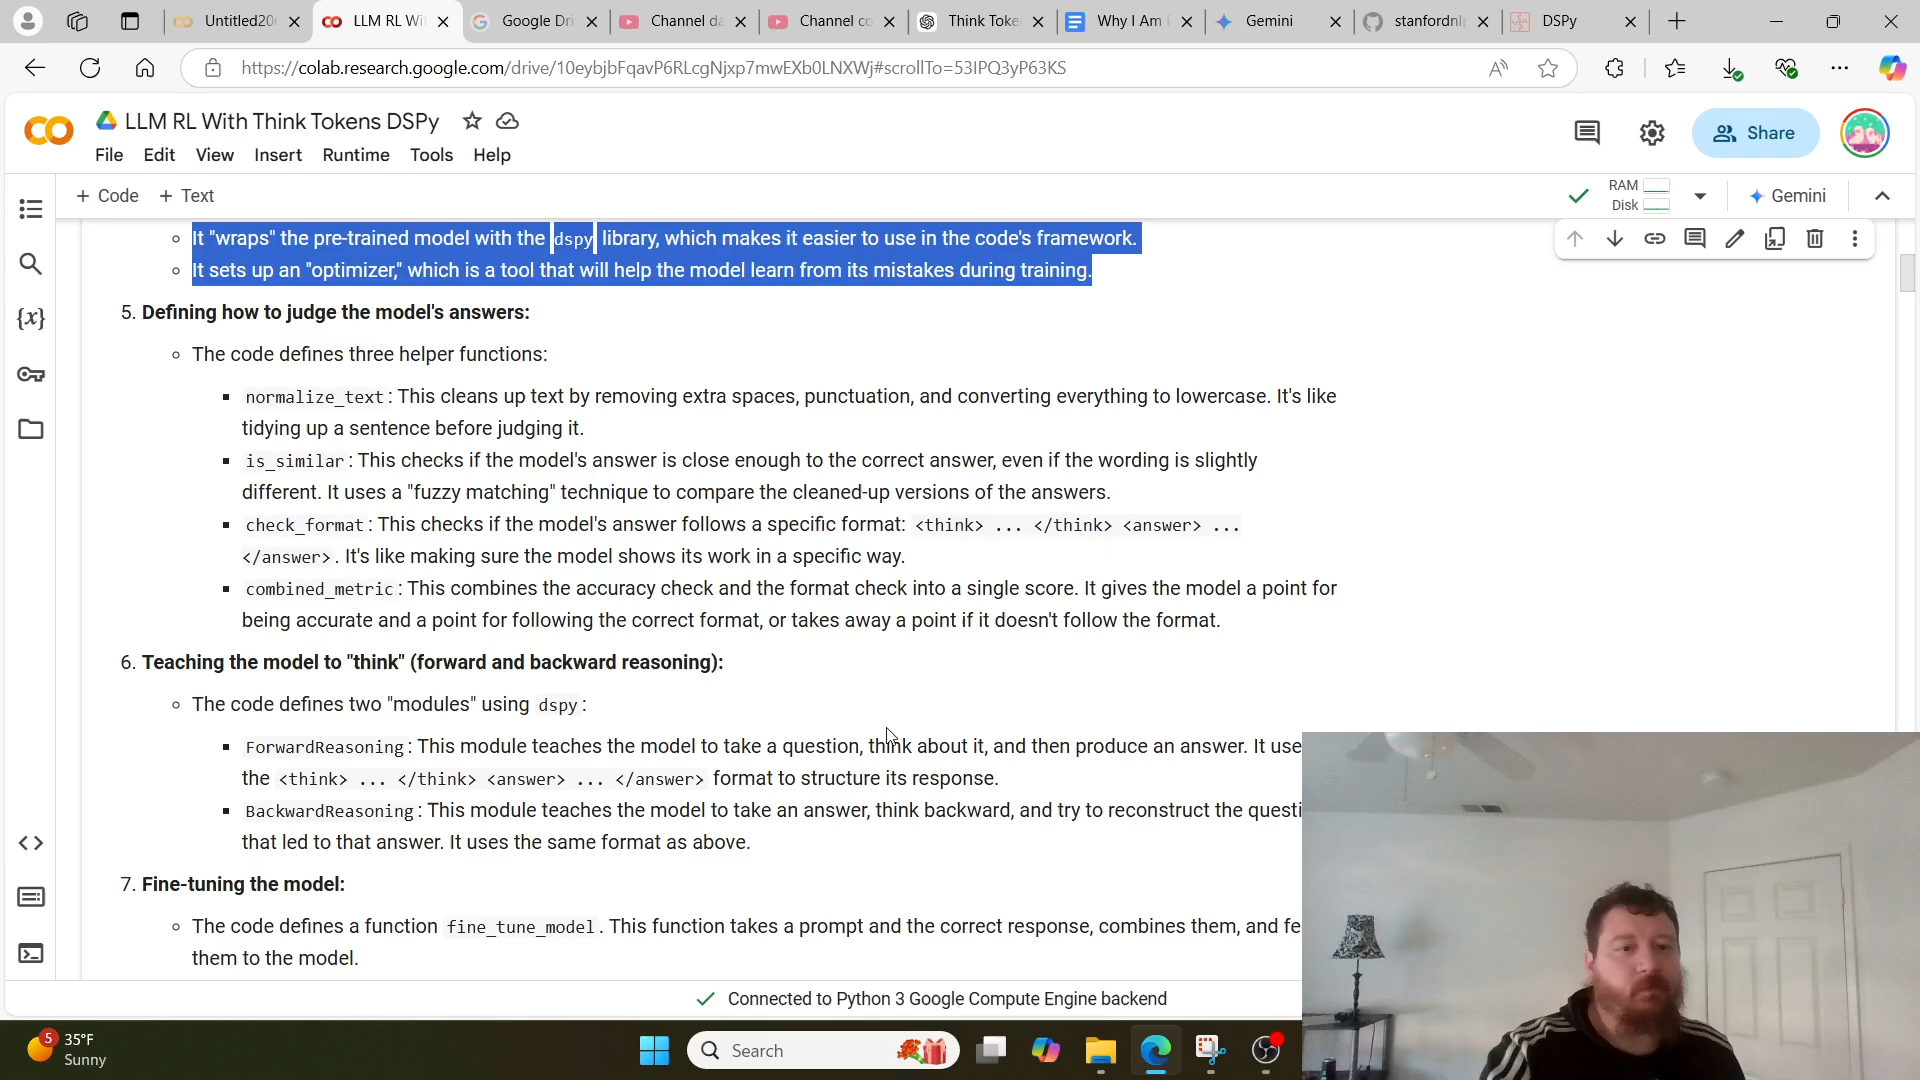 Untitled20
LLM RL Wi
Google Dri
Channel da
Channel co
Think Toke
Why I Am
Gemini
stanfordnl
DSPy
https://colab.research.google.com/drive/10eybjbFqavP6RLcgNjxp7mwEXb0LNXWj#scrollTo=53IPQ3yP63KS
LLM RL With Think Tokens DSPy
File Edit View Insert Runtime Tools Help
Share
+ Code + Text
RAM
Disk
Gemini
It "wraps" the pre-trained model with the dspy library, which makes it easier to use in the code's framework.
It sets up an "optimizer," which is a tool that will help the model learn from its mistakes during training.
5. Defining how to judge the model's answers:
The code defines three helper functions:
normalize_text: This cleans up text by removing extra spaces, punctuation, and converting everything to lowercase. It's like
tidying up a sentence before judging it.
is_similar: This checks if the model's answer is close enough to the correct answer, even if the wording is slightly
different. It uses a "fuzzy matching" technique to compare the cleaned-up versions of the answers.
check_format: This checks if the model's answer follows a specific format: <think> ... </think> <answer> ...
</answer>. It's like making sure the model shows its work in a specific way.
combined_metric: This combines the accuracy check and the format check into a single score. It gives the model a point for
being accurate and a point for following the correct format, or takes away a point if it doesn't follow the format.
6. Teaching the model to "think" (forward and backward reasoning):
The code defines two "modules" using dspy:
ForwardReasoning: This module teaches the model to take a question, think about it, and then produce an answer. It use
the <think> ... </think> <answer> ... </answer> format to structure its response.
BackwardReasoning: This module teaches the model to take an answer, think backward, and try to reconstruct the questi
that led to that answer. It uses the same format as above.
7. Fine-tuning the model:
The code defines a function fine_tune_model. This function takes a prompt and the correct response, combines them, and fe
them to the model.
Connected to Python 3 Google Compute Engine backend
5
35°F
Sunny
Search